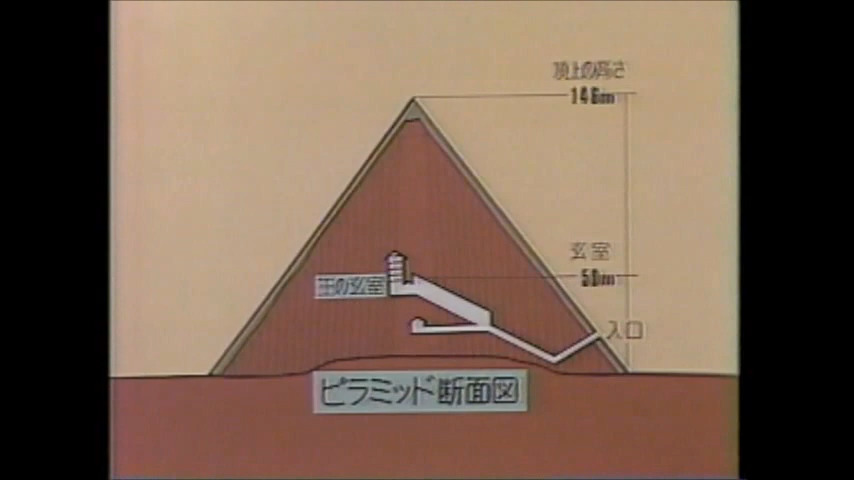 頂上の高さ
146m
玄室
50m
王の玄室
入口
ピラミッド断面図